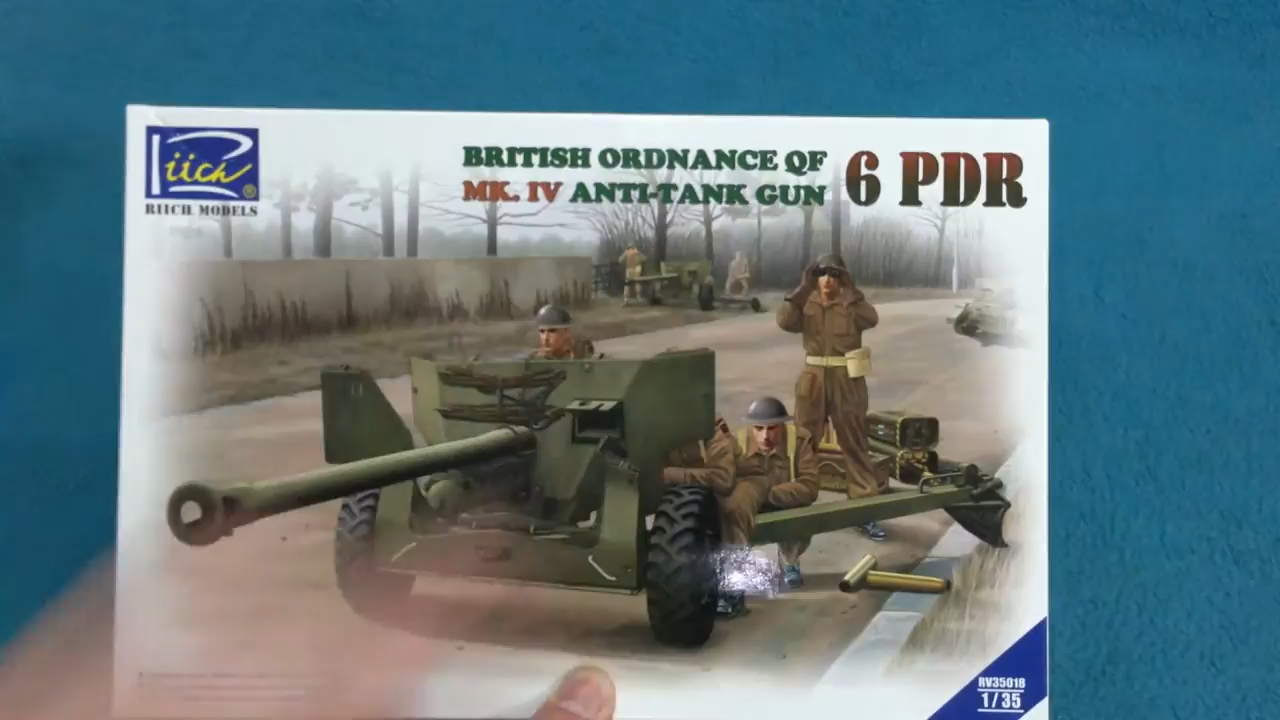 Riich®
RIICH MODELS
BRITISH ORDNANCE QF
MK. IV ANTI-TANK GUN
6 PDR
RV35018
1/35